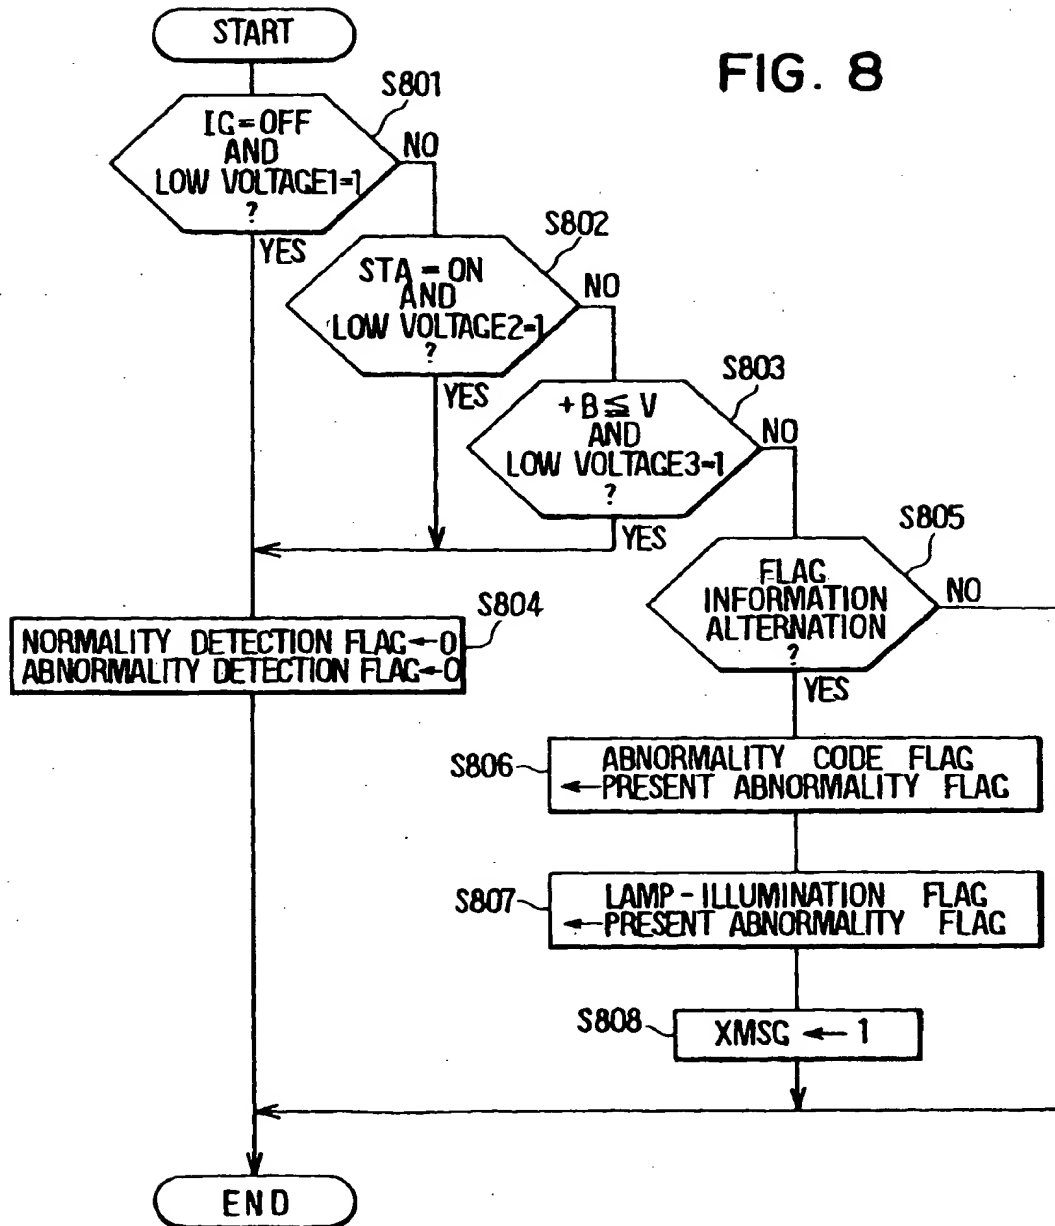 START
FIG. 8
S801
IG=OFF
AND
LOW VOLTAGE1=1
?
NO
YES
S802
STA=ON
AND
LOW VOLTAGE2=1
?
NO
YES
S803
+B≦V
AND
LOW VOLTAGE3=1
?
NO
YES
S805
FLAG
INFORMATION
ALTERNATION
?
NO
YES
S804
NORMALITY DETECTION FLAG←0
ABNORMALITY DETECTION FLAG←0
S806
ABNORMALITY CODE FLAG
←PRESENT ABNORMALITY FLAG
S807
LAMP-ILLUMINATION FLAG
←PRESENT ABNORMALITY FLAG
S808
XMSG ← 1
END